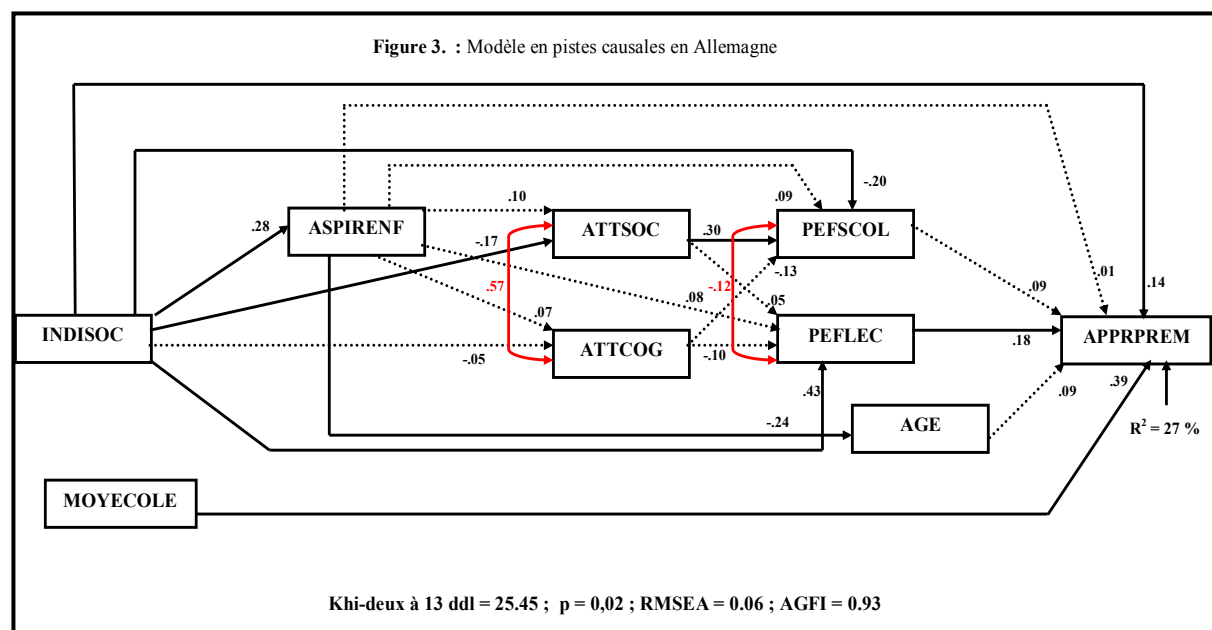 Figure 3. : Modèle en pistes causales en Allemagne
-.20
.09
.10
.28
ASPIRENF
ATTSOC
.30
PEFSCOL
-.17
-.13
.57
-.12
.01
.14
.08
.05
.09
.07
INDISOC
ATTCOG
PEFLEC
APPRPREM
-.05
-.10
.18
.43
.39
.09
AGE
-.24
R² = 27 %
MOYECOLE
Khi-deux à 13 ddl = 25.45 ; p = 0,02 ; RMSEA = 0.06 ; AGFI = 0.93